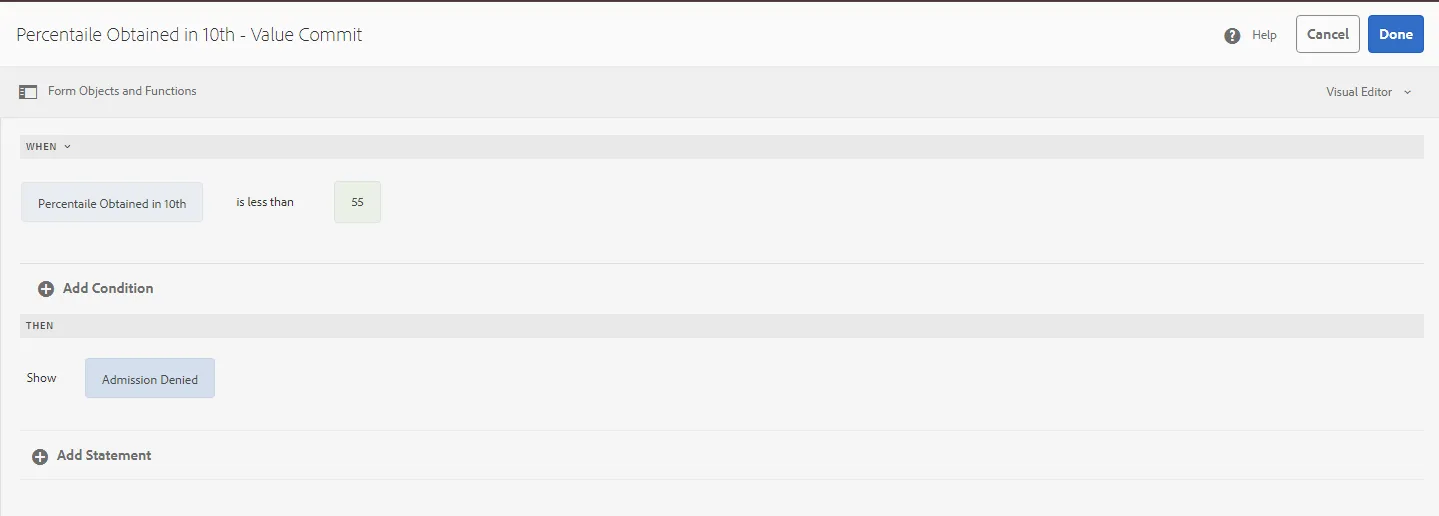 Percentaile Obtained in 10th - Value Commit
Help
Cancel
Done
Form Objects and Functions
Visual Editor
WHEN
Percentaile Obtained in 10th
is less than
55
Add Condition
THEN
Show
Admission Denied
Add Statement